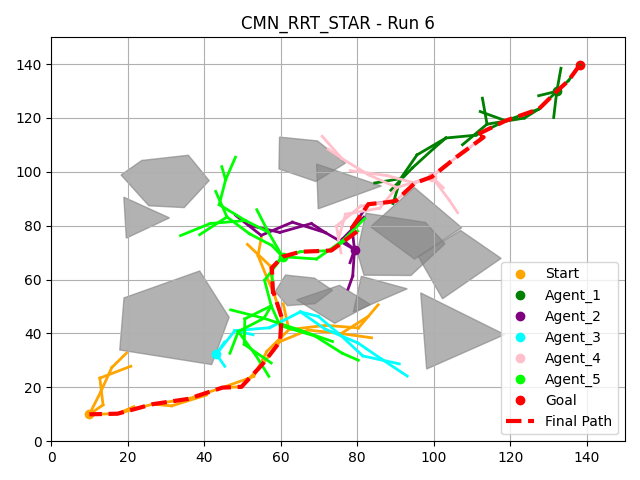 CMN_RRT_STAR - Run 6
140
120
100
80
60
40
20
0
0 20 40 60 80 100 120 140
Start
Agent_1
Agent_2
Agent_3
Agent_4
Agent_5
Goal
Final Path